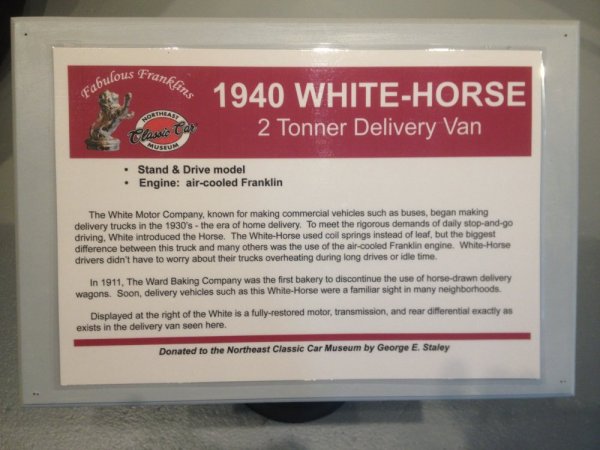 Fabulous Franklins
NORTHEAST
Classic Car
MUSEUM
1940 WHITE-HORSE
2 Tonner Delivery Van
• Stand & Drive model
• Engine: air-cooled Franklin
The White Motor Company, known for making commercial vehicles such as buses, began making
delivery trucks in the 1930's - the era of home delivery. To meet the rigorous demands of daily stop-and-go
driving, White introduced the Horse. The White-Horse used coil springs instead of leaf, but the biggest
difference between this truck and many others was the use of the air-cooled Franklin engine. White-Horse
drivers didn't have to worry about their trucks overheating during long drives or idle time.
In 1911, The Ward Baking Company was the first bakery to discontinue the use of horse-drawn delivery
wagons. Soon, delivery vehicles such as this White-Horse were a familiar sight in many neighborhoods.
Displayed at the right of the White is a fully-restored motor, transmission, and rear differential exactly as
exists in the delivery van seen here.
Donated to the Northeast Classic Car Museum by George E. Staley